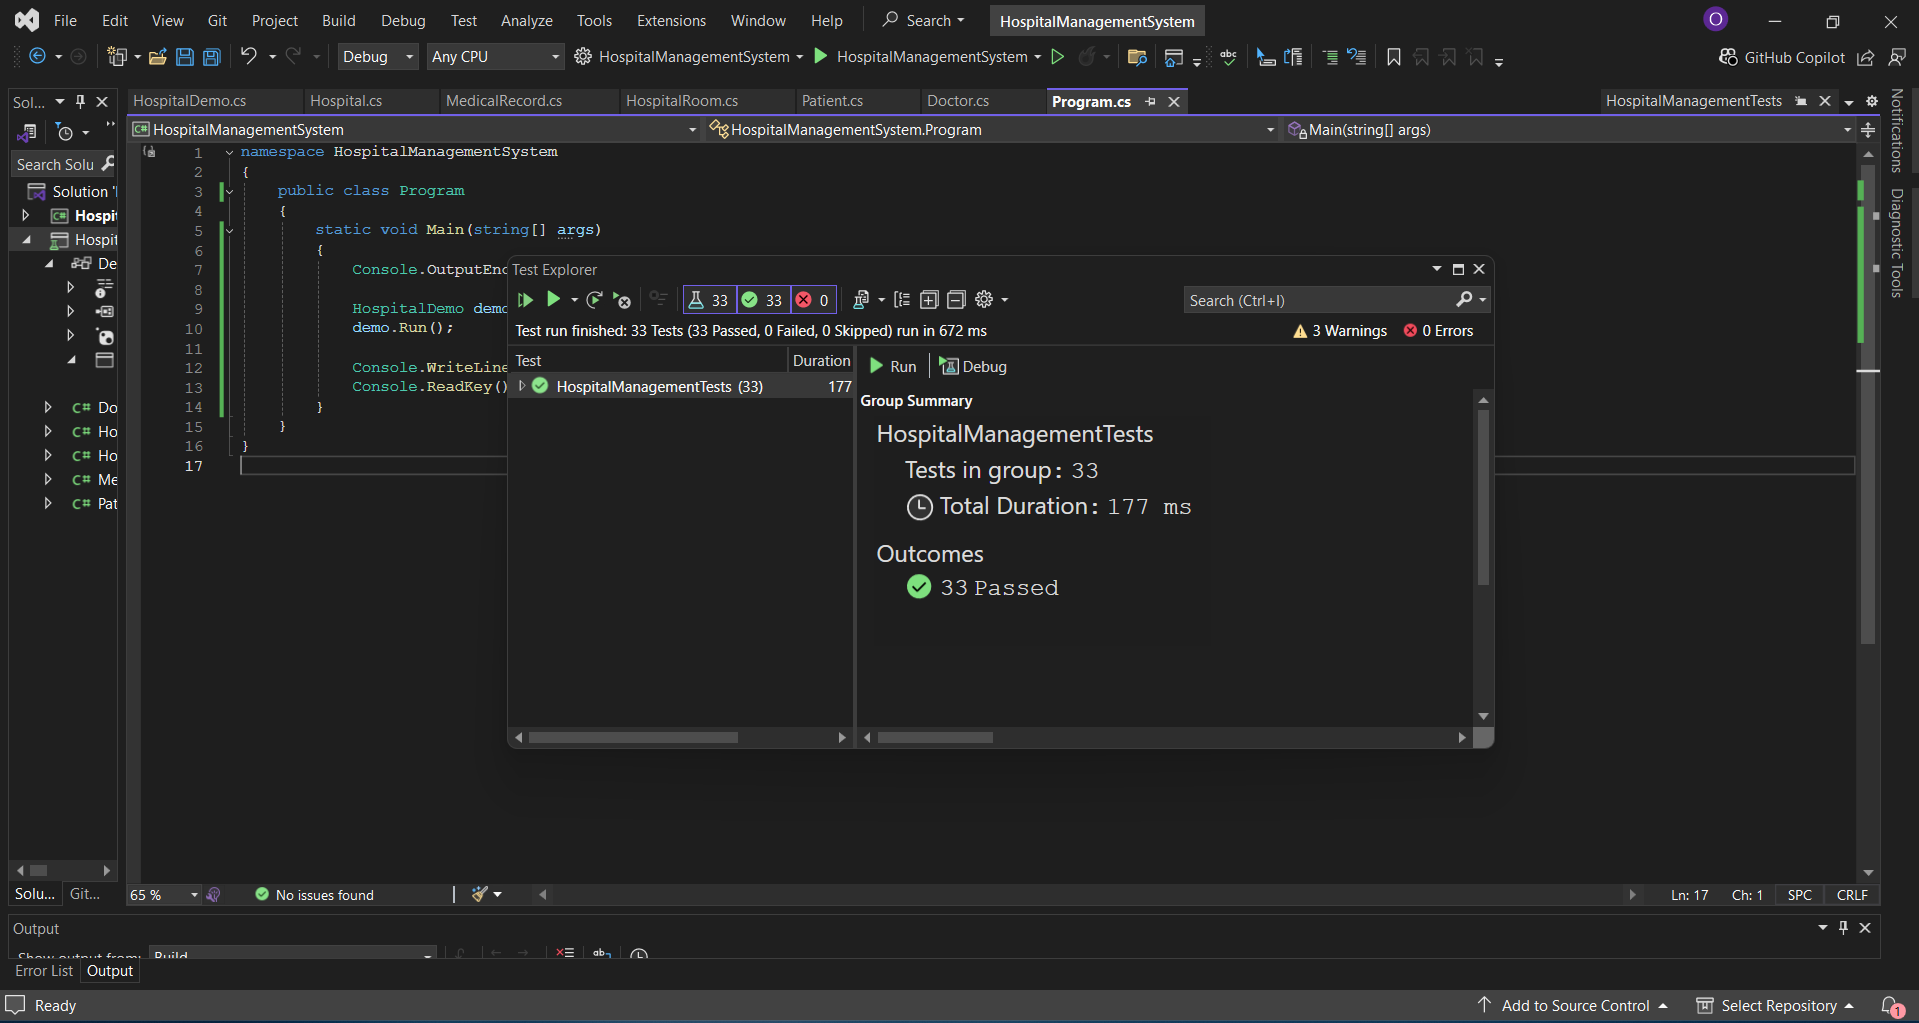 File Edit View Git Project Build Debug Test Analyze Tools Extensions Window Help Search HospitalManagementSystem O
Debug Any CPU HospitalManagementSystem HospitalManagementSystem GitHub Copilot
Sol...
HospitalDemo.cs Hospital.cs MedicalRecord.cs HospitalRoom.cs Patient.cs Doctor.cs Program.cs HospitalManagementTests
HospitalManagementSystem HospitalManagementSystem.Program Main(string[] args)
Search Solu
Solution '
Hospit
Hospit
De
C# Do
C# Ho
C# Ho
C# Me
C# Pat
1 namespace HospitalManagementSystem
2 {
3 public class Program
4 {
5 static void Main(string[] args)
6 {
7 Console.OutputEnc
8
9 HospitalDemo demo
10 demo.Run();
11
12 Console.WriteLine
13 Console.ReadKey()
14 }
15 }
16 }
17
Test Explorer
33 33 0 Search (Ctrl+I)
Test run finished: 33 Tests (33 Passed, 0 Failed, 0 Skipped) run in 672 ms 3 Warnings 0 Errors
Test Duration Run Debug
HospitalManagementTests (33) 177
Group Summary
HospitalManagementTests
Tests in group: 33
Total Duration: 177 ms
Outcomes
33 Passed
Notifications
Diagnostic Tools
Solu... Git... 65 % No issues found Ln: 17 Ch: 1 SPC CRLF
Output
Show output from: Build
Error List Output
Ready Add to Source Control Select Repository 1